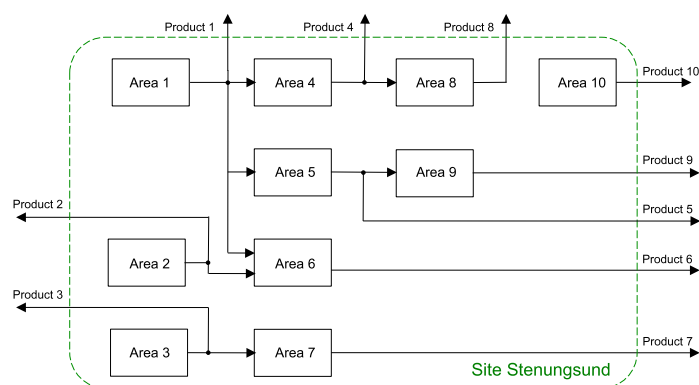 Product 1
Product 4
Product 8
Area 1
Area 4
Area 8
Area 10
Product 10
Area 5
Area 9
Product 9
Product 2
Product 5
Area 2
Area 6
Product 6
Product 3
Area 3
Area 7
Product 7
Site Stenungsund